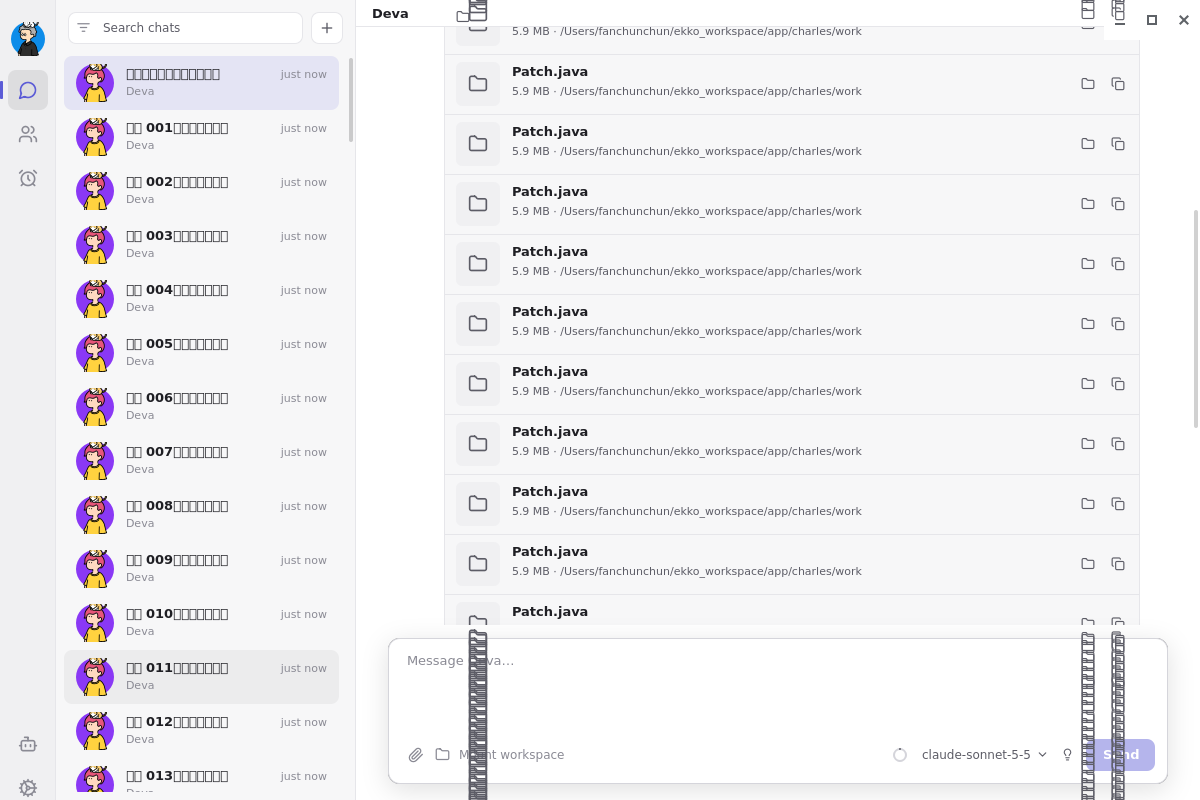 Search chats
just now
Deva
001
just now
Deva
002
just now
Deva
003
just now
Deva
004
just now
Deva
005
just now
Deva
006
just now
Deva
007
just now
Deva
008
just now
Deva
009
just now
Deva
010
just now
Deva
011
just now
Deva
012
just now
Deva
013
just now
Deva
5.9 MB · /Users/fanchunchun/ekko_workspace/app/charles/work
Patch.java
5.9 MB · /Users/fanchunchun/ekko_workspace/app/charles/work
Patch.java
5.9 MB · /Users/fanchunchun/ekko_workspace/app/charles/work
Patch.java
5.9 MB · /Users/fanchunchun/ekko_workspace/app/charles/work
Patch.java
5.9 MB · /Users/fanchunchun/ekko_workspace/app/charles/work
Patch.java
5.9 MB · /Users/fanchunchun/ekko_workspace/app/charles/work
Patch.java
5.9 MB · /Users/fanchunchun/ekko_workspace/app/charles/work
Patch.java
5.9 MB · /Users/fanchunchun/ekko_workspace/app/charles/work
Patch.java
5.9 MB · /Users/fanchunchun/ekko_workspace/app/charles/work
Patch.java
5.9 MB · /Users/fanchunchun/ekko_workspace/app/charles/work
Patch.java
Message
workspace
claude-sonnet-5-5